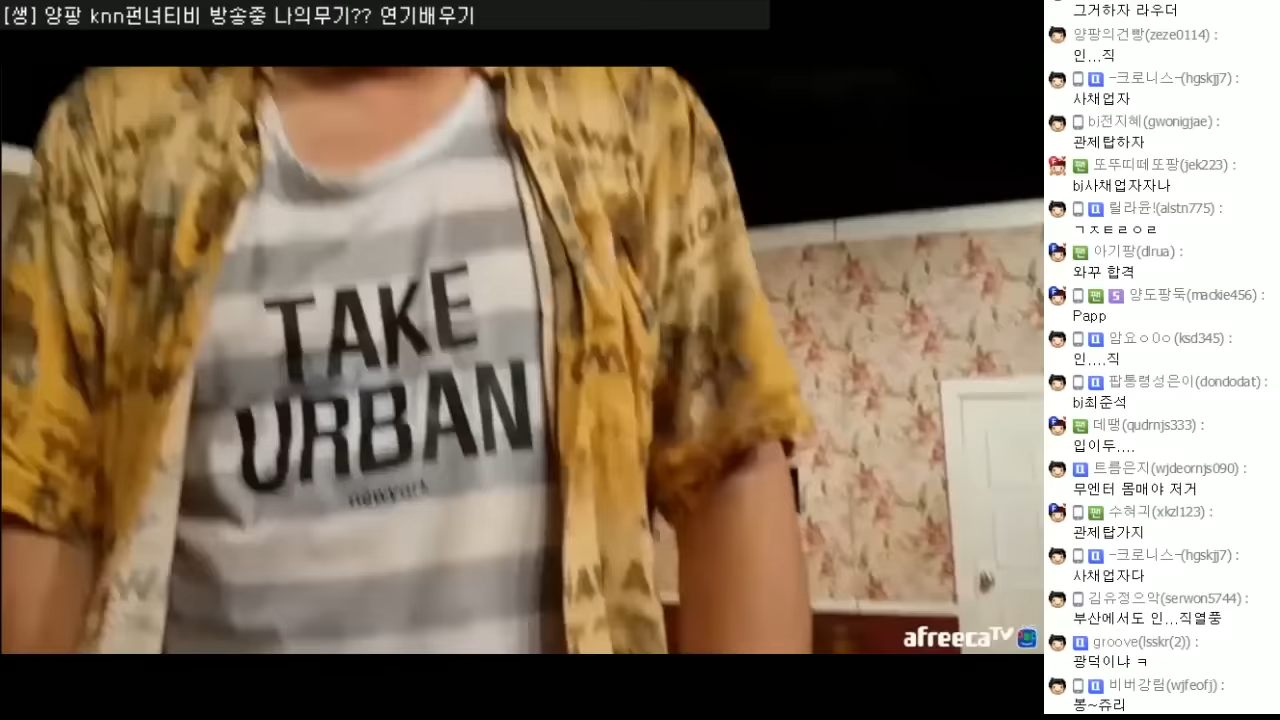 [생] 양팡 knn펀녀티비 방송중 나의무기?? 연기배우기
TAKE
URBAN
newyork
afreecaTV
그거하자 라우더
양팡의건빵(zeze0114) :
인...직
-크로니스-(hgskjj7) :
사채업자
bj전지혜(gwonigjae) :
관제탑하자
팬 또뚜띠떼또팡(jek223) :
bj사채업자자나
릴라윤!(alstn775) :
ㄱㅈㅌㄹㅇㄹ
팬 아기팡(dlrua) :
와꾸 합격
팬 S 양도팡둑(mackie456) :
Papp
암요ㅇ0ㅇ(ksd345) :
인....직
팝통령성은이(dondodat) :
bj최준석
팬 데땡(qudrnjs333) :
입이두....
트름은지(wjdeornjs090) :
무엔터 몸매야 저거
팬 수혀긔(xkzl123) :
관제탑가지
-크로니스-(hgskjj7) :
사채업자다
김유정으악(serwon5744) :
부산에서도 인...직열풍
groove(lsskr(2)) :
광덕이냐 ㅋ
비버강림(wjfeofj) :
봉~쥬리